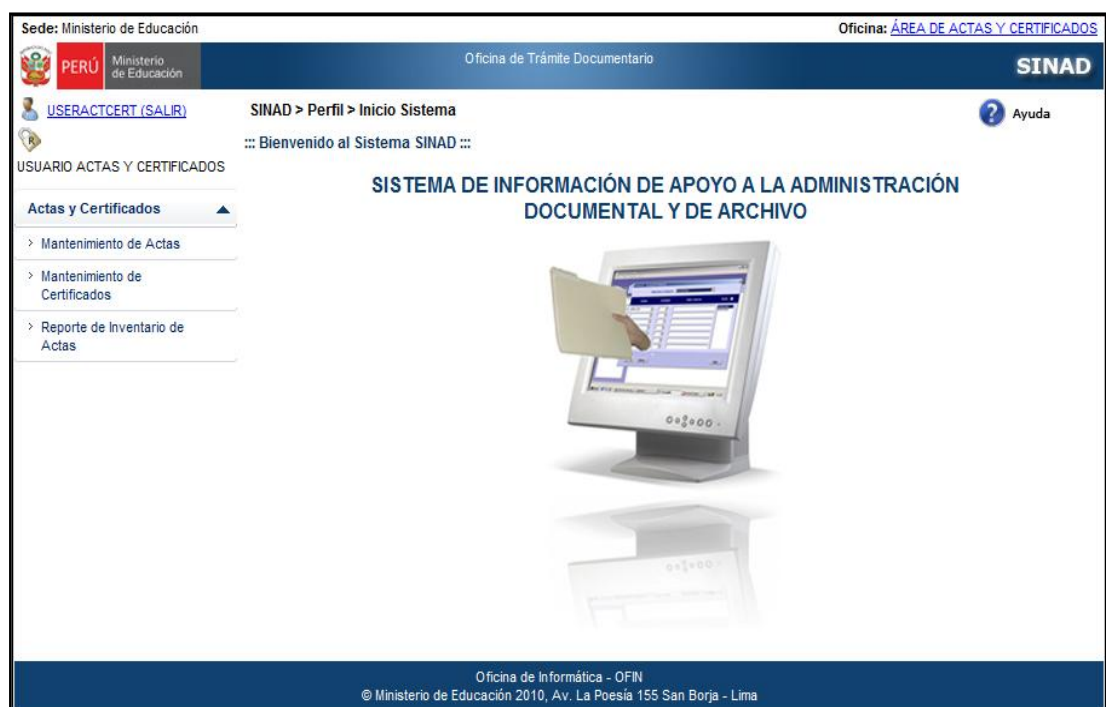 Sede: Ministerio de Educación
Oficina: ÁREA DE ACTAS Y CERTIFICADOS
PERÚ
Ministerio
de Educación
Oficina de Trámite Documentario
SINAD
USERACTCERT (SALIR)
R
USUARIO ACTAS Y CERTIFICADOS
Actas y Certificados
> Mantenimiento de Actas
> Mantenimiento de
Certificados
> Reporte de Inventario de
Actas
SINAD > Perfil > Inicio Sistema
? Ayuda
::: Bienvenido al Sistema SINAD :::
SISTEMA DE INFORMACIÓN DE APOYO A LA ADMINISTRACIÓN
DOCUMENTAL Y DE ARCHIVO
Oficina de Informática - OFIN
© Ministerio de Educación 2010, Av. La Poesía 155 San Borja - Lima